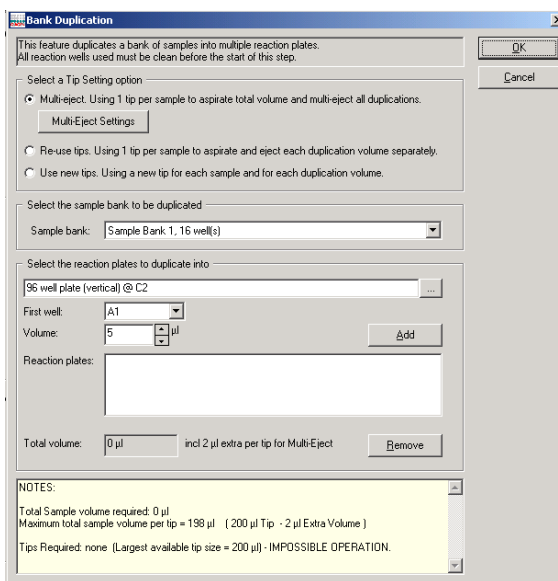 Bank Duplication
This feature duplicates a bank of samples into multiple reaction plates.
All reaction wells used must be clean before the start of this step.
OK
Cancel
Select a Tip Setting option
Multi-eject. Using 1 tip per sample to aspirate total volume and multi-eject all duplications.
Multi-Eject Settings
Re-use tips. Using 1 tip per sample to aspirate and eject each duplication volume separately.
Use new tips. Using a new tip for each sample and for each duplication volume.
Select the sample bank to be duplicated
Sample bank: Sample Bank 1, 16 well(s)
Select the reaction plates to duplicate into
96 well plate (vertical) @ C2 ...
First well: A1
Volume: 5 µl Add
Reaction plates:
Total volume: 0 µl incl 2 µl extra per tip for Multi-Eject Remove
NOTES:
Total Sample volume required: 0 µl
Maximum total sample volume per tip = 198 µl ( 200 µl Tip - 2 µl Extra Volume )
Tips Required: none (Largest available tip size = 200 µl) - IMPOSSIBLE OPERATION.